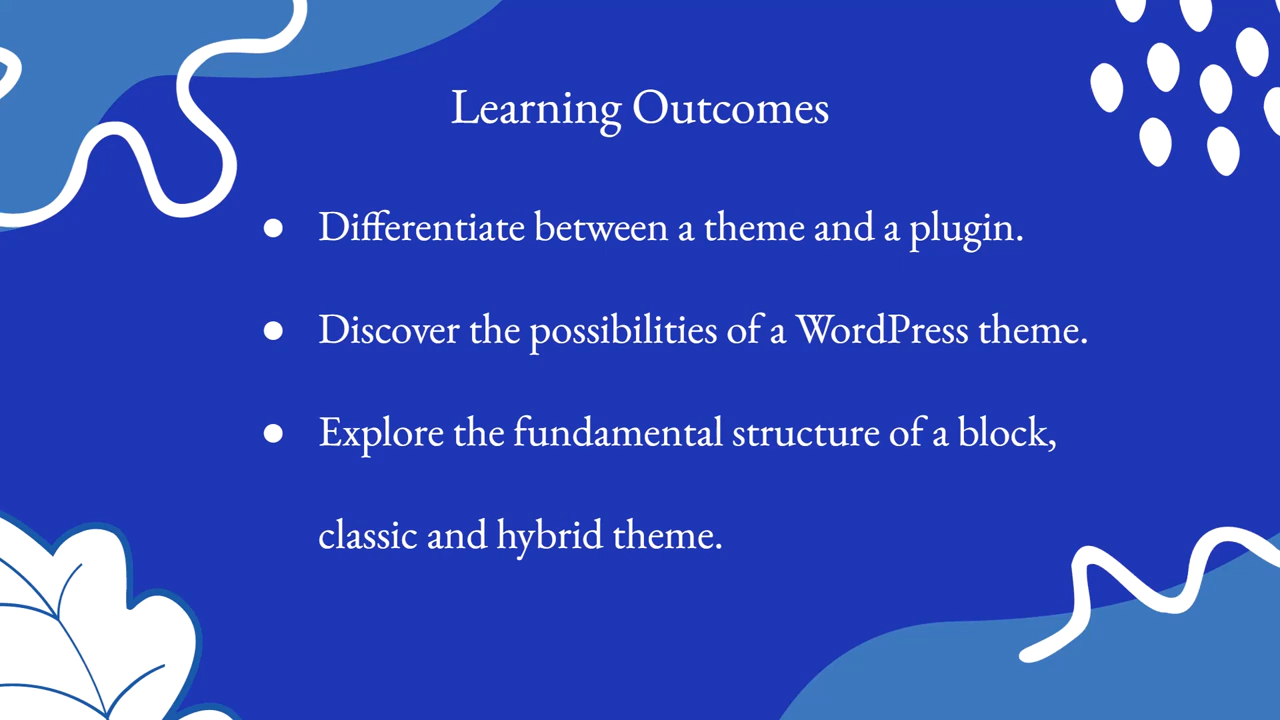 Learning Outcomes
● Differentiate between a theme and a plugin.
● Discover the possibilities of a WordPress theme.
● Explore the fundamental structure of a block,
classic and hybrid theme.